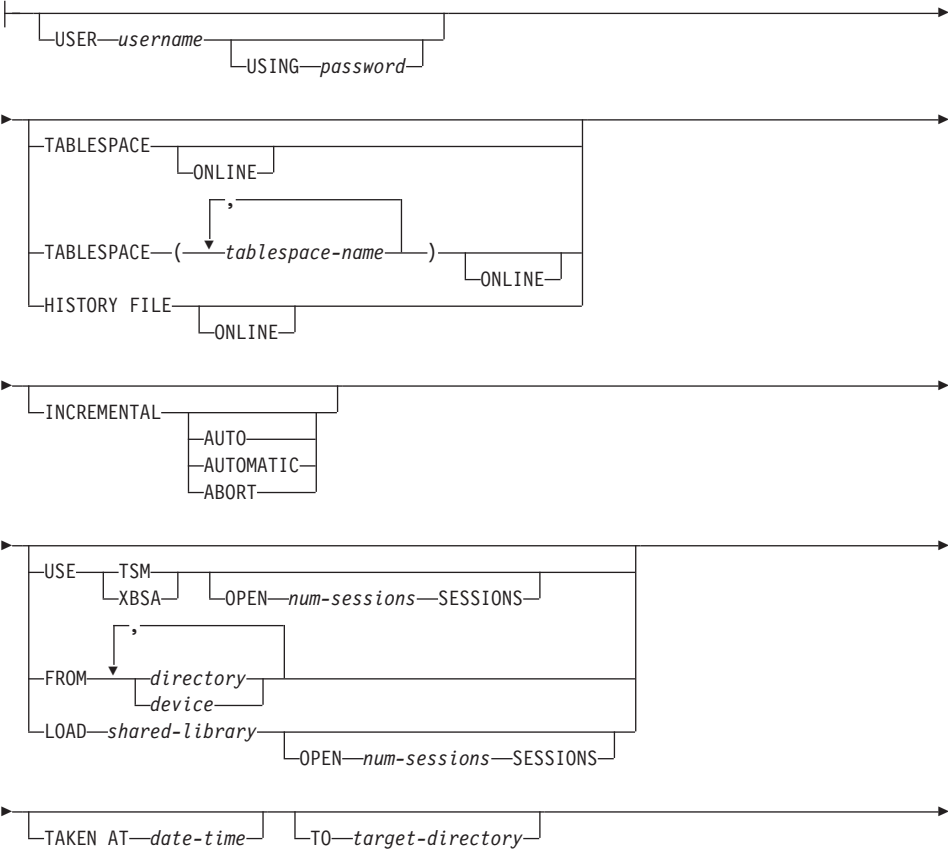 USER username
USING password
TABLESPACE
ONLINE
,
TABLESPACE ( tablespace-name )
ONLINE
HISTORY FILE
ONLINE
INCREMENTAL
AUTO
AUTOMATIC
ABORT
USE TSM
XBSA
OPEN num-sessions SESSIONS
,
FROM directory
device
LOAD shared-library
OPEN num-sessions SESSIONS
TAKEN AT date-time TO target-directory